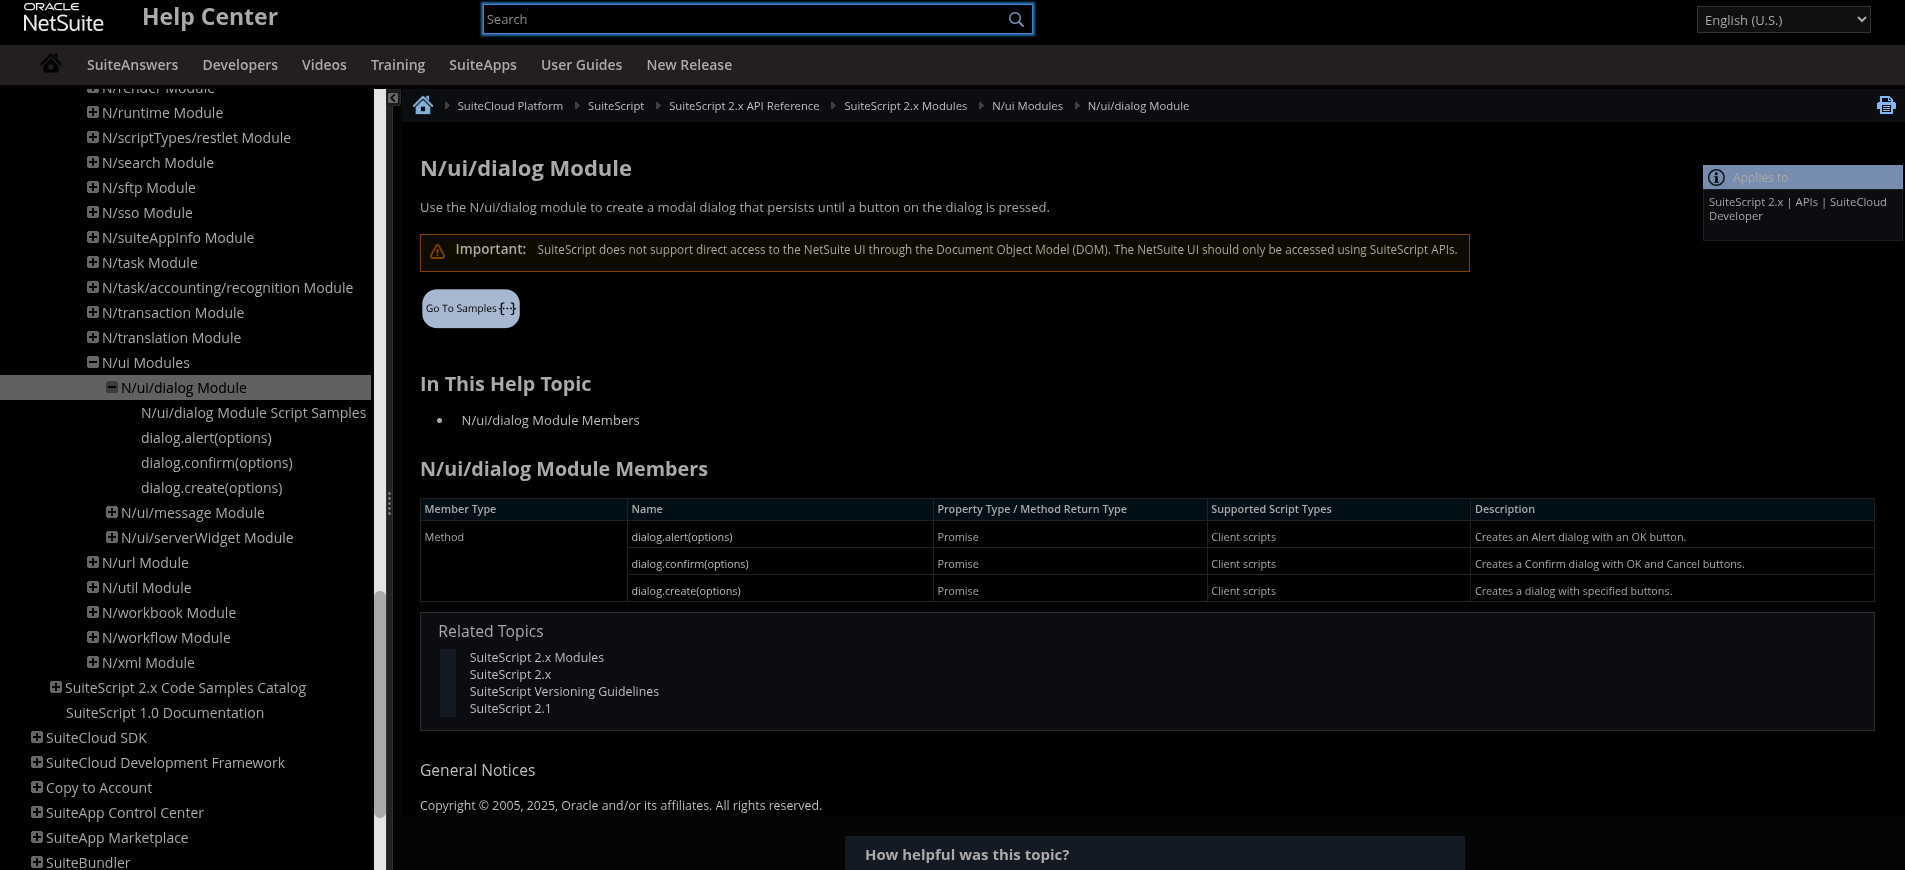 ORACLE
NetSuite
Help Center
Search
English (U.S.)
SuiteAnswers
Developers
Videos
Training
SuiteApps
User Guides
New Release
N/render Module
N/runtime Module
N/scriptTypes/restlet Module
N/search Module
N/sftp Module
N/sso Module
N/suiteAppInfo Module
N/task Module
N/task/accounting/recognition Module
N/transaction Module
N/translation Module
N/ui Modules
N/ui/dialog Module
N/ui/dialog Module Script Samples
dialog.alert(options)
dialog.confirm(options)
dialog.create(options)
N/ui/message Module
N/ui/serverWidget Module
N/url Module
N/util Module
N/workbook Module
N/workflow Module
N/xml Module
SuiteScript 2.x Code Samples Catalog
SuiteScript 1.0 Documentation
SuiteCloud SDK
SuiteCloud Development Framework
Copy to Account
SuiteApp Control Center
SuiteApp Marketplace
SuiteBundler
SuiteCloud Platform
SuiteScript
SuiteScript 2.x API Reference
SuiteScript 2.x Modules
N/ui Modules
N/ui/dialog Module
N/ui/dialog Module
Applies to
SuiteScript 2.x | APIs | SuiteCloud
Developer
Use the N/ui/dialog module to create a modal dialog that persists until a button on the dialog is pressed.
Important: SuiteScript does not support direct access to the NetSuite UI through the Document Object Model (DOM). The NetSuite UI should only be accessed using SuiteScript APIs.
Go To Samples {···}
In This Help Topic
• N/ui/dialog Module Members
N/ui/dialog Module Members
Member Type Name Property Type / Method Return Type Supported Script Types Description
Method dialog.alert(options) Promise Client scripts Creates an Alert dialog with an OK button.
dialog.confirm(options) Promise Client scripts Creates a Confirm dialog with OK and Cancel buttons.
dialog.create(options) Promise Client scripts Creates a dialog with specified buttons.
Related Topics
SuiteScript 2.x Modules
SuiteScript 2.x
SuiteScript Versioning Guidelines
SuiteScript 2.1
General Notices
Copyright © 2005, 2025, Oracle and/or its affiliates. All rights reserved.
How helpful was this topic?